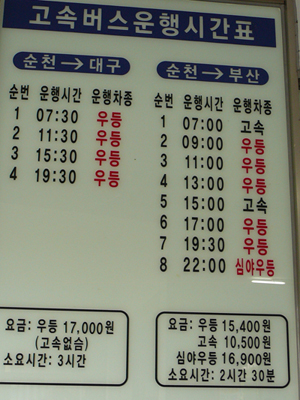 고속버스운행시간표
순천→대구
순번 운행시간 운행차종
1 07:30 우등
2 11:30 우등
3 15:30 우등
4 19:30 우등
요금: 우등 17,000원
(고속없슴)
소요시간: 3시간
순천→부산
순번 운행시간 운행차종
1 07:00 고속
2 09:00 우등
3 11:00 우등
4 13:00 우등
5 15:00 고속
6 17:00 우등
7 19:30 우등
8 22:00 심야우등
요금: 우등 15,400원
고속 10,500원
심야우등 16,900원
소요시간: 2시간 30분